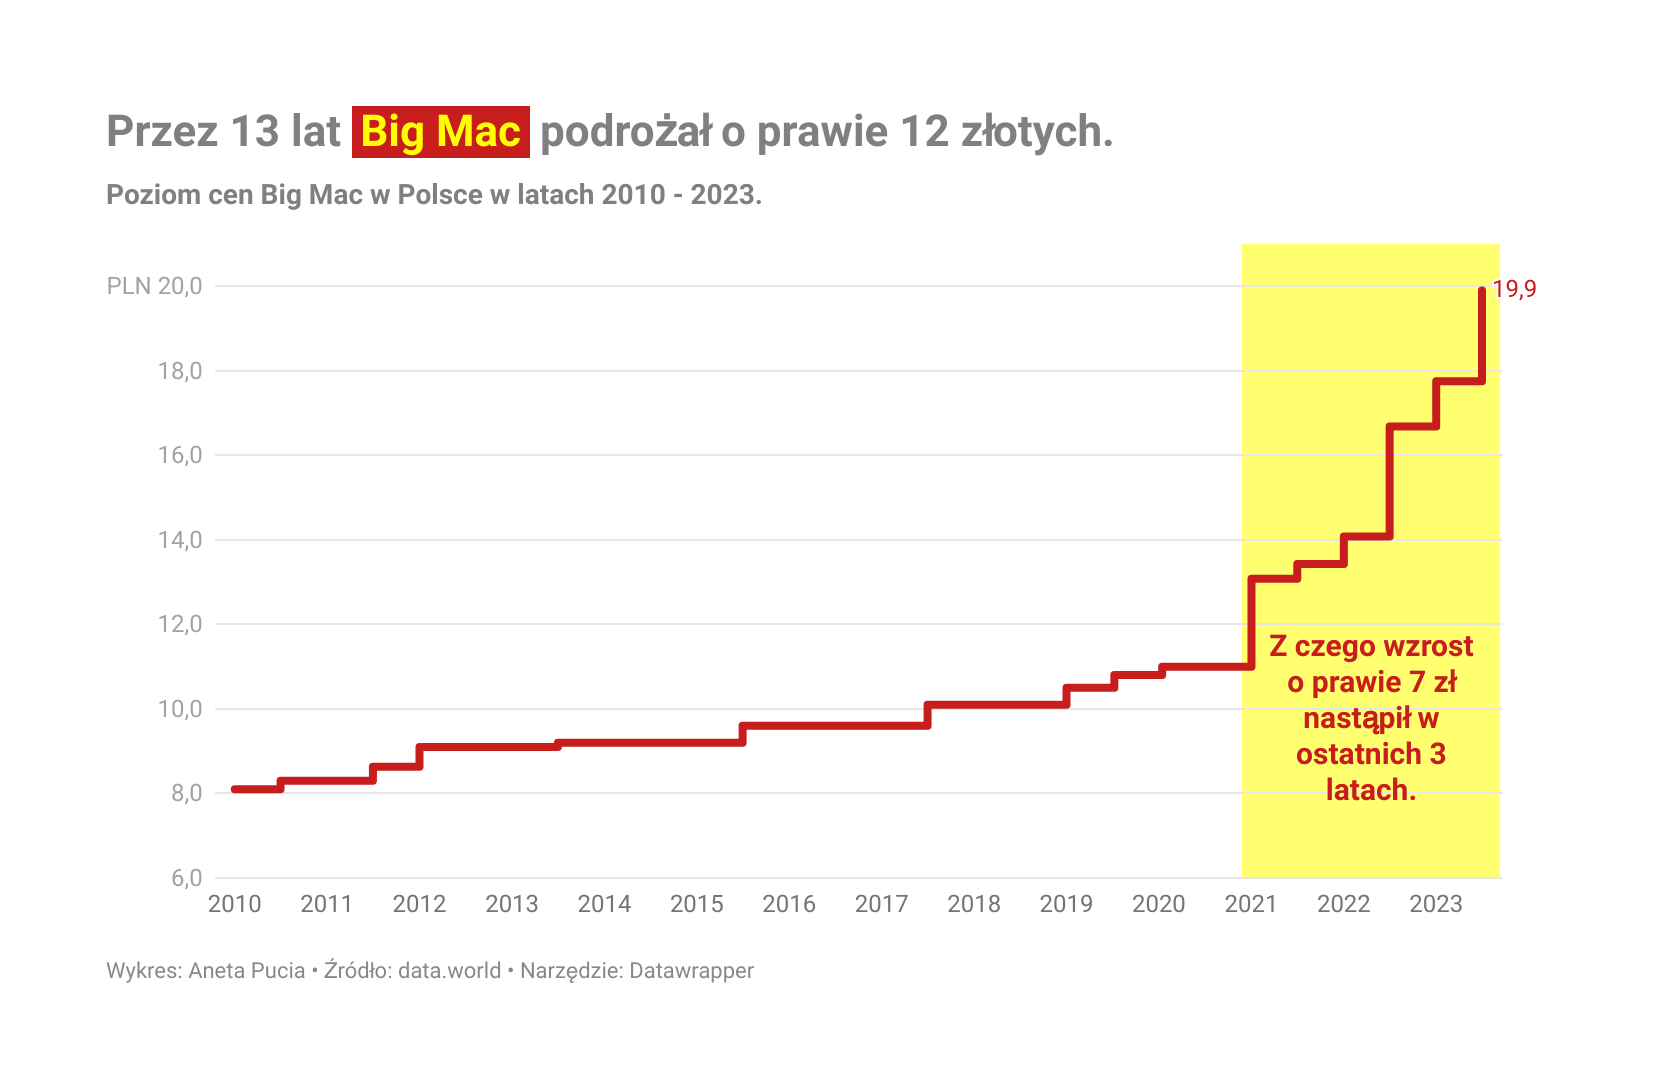 Przez 13 lat Big Mac podrożał o prawie 12 złotych.
Poziom cen Big Mac w Polsce w latach 2010 - 2023.
PLN 20,0
19,9
18,0
16,0
14,0
12,0
Z czego wzrost
o prawie 7 zł
nastąpił w
ostatnich 3
latach.
10,0
8,0
6,0
2010 2011 2012 2013 2014 2015 2016 2017 2018 2019 2020 2021 2022 2023
Wykres: Aneta Pucia • Źródło: data.world • Narzędzie: Datawrapper